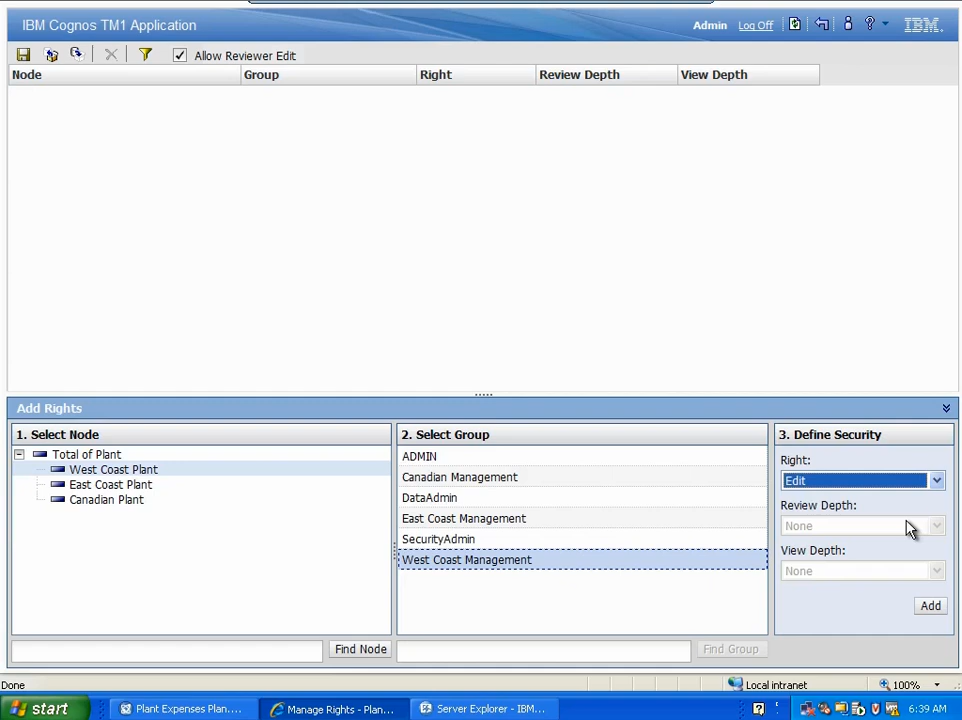 IBM Cognos TM1 Application
Admin Log Off IBM
Allow Reviewer Edit
Node Group Right Review Depth View Depth
Add Rights
1. Select Node
Total of Plant
West Coast Plant
East Coast Plant
Canadian Plant
Find Node
2. Select Group
ADMIN
Canadian Management
DataAdmin
East Coast Management
SecurityAdmin
West Coast Management
Find Group
3. Define Security
Right:
Edit
Review Depth:
None
View Depth:
None
Add
Done Local intranet 100%
start Plant Expenses Plan.... Manage Rights - Plan... Server Explorer - IBM... 6:39 AM